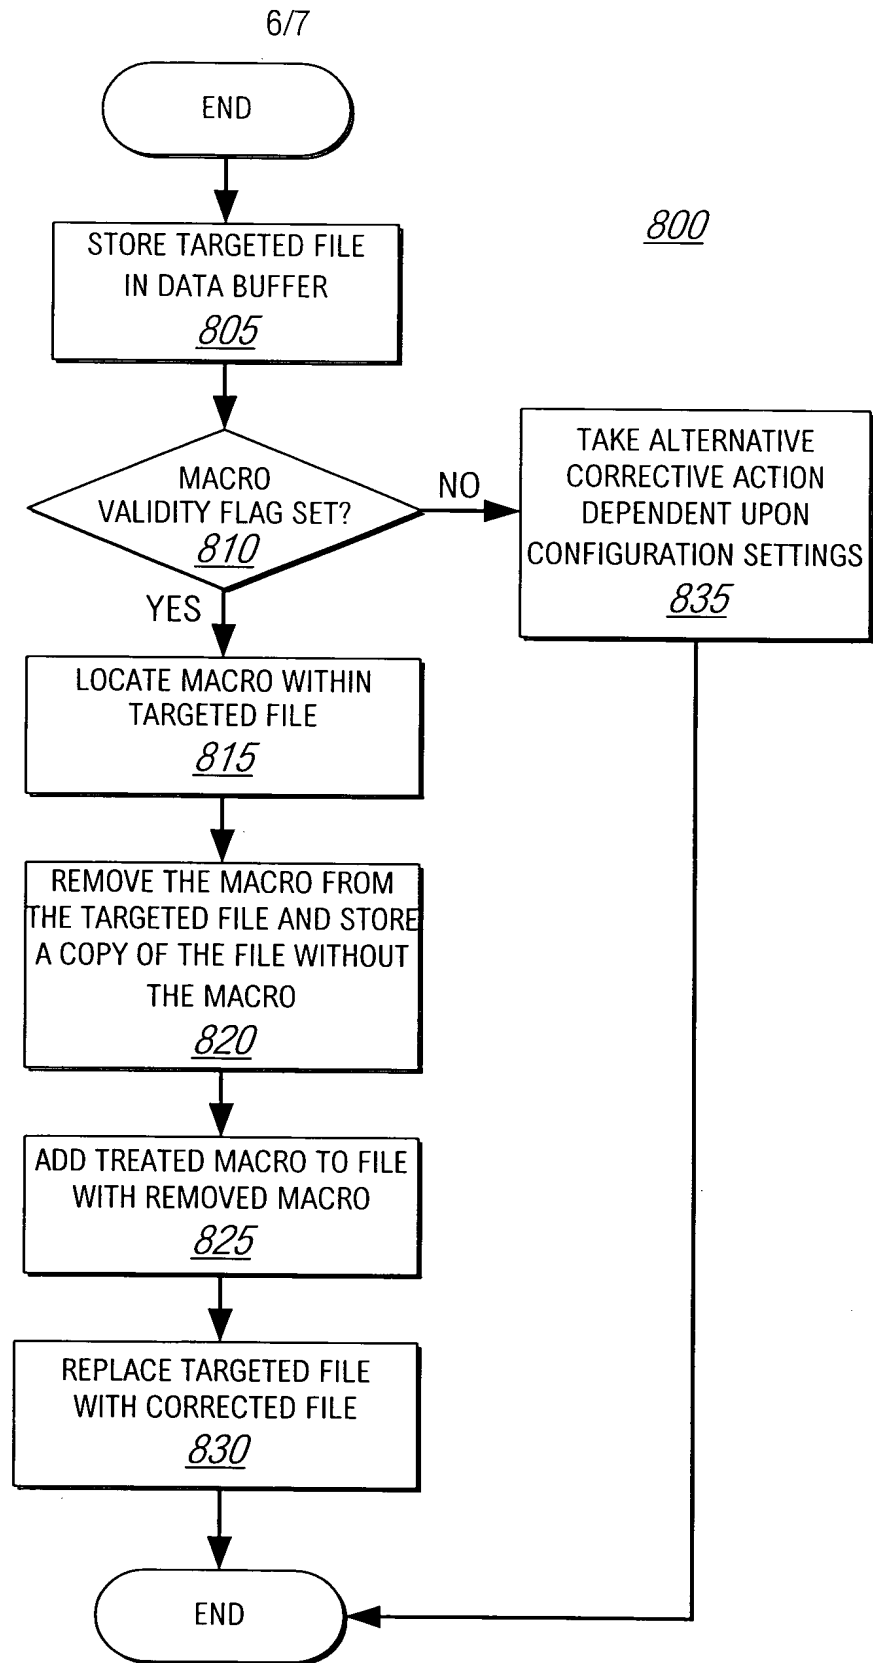 6/7
END
800
STORE TARGETED FILE
IN DATA BUFFER
805
MACRO
VALIDITY FLAG SET?
810
NO
TAKE ALTERNATIVE
CORRECTIVE ACTION
DEPENDENT UPON
CONFIGURATION SETTINGS
835
YES
LOCATE MACRO WITHIN
TARGETED FILE
815
REMOVE THE MACRO FROM
THE TARGETED FILE AND STORE
A COPY OF THE FILE WITHOUT
THE MACRO
820
ADD TREATED MACRO TO FILE
WITH REMOVED MACRO
825
REPLACE TARGETED FILE
WITH CORRECTED FILE
830
END